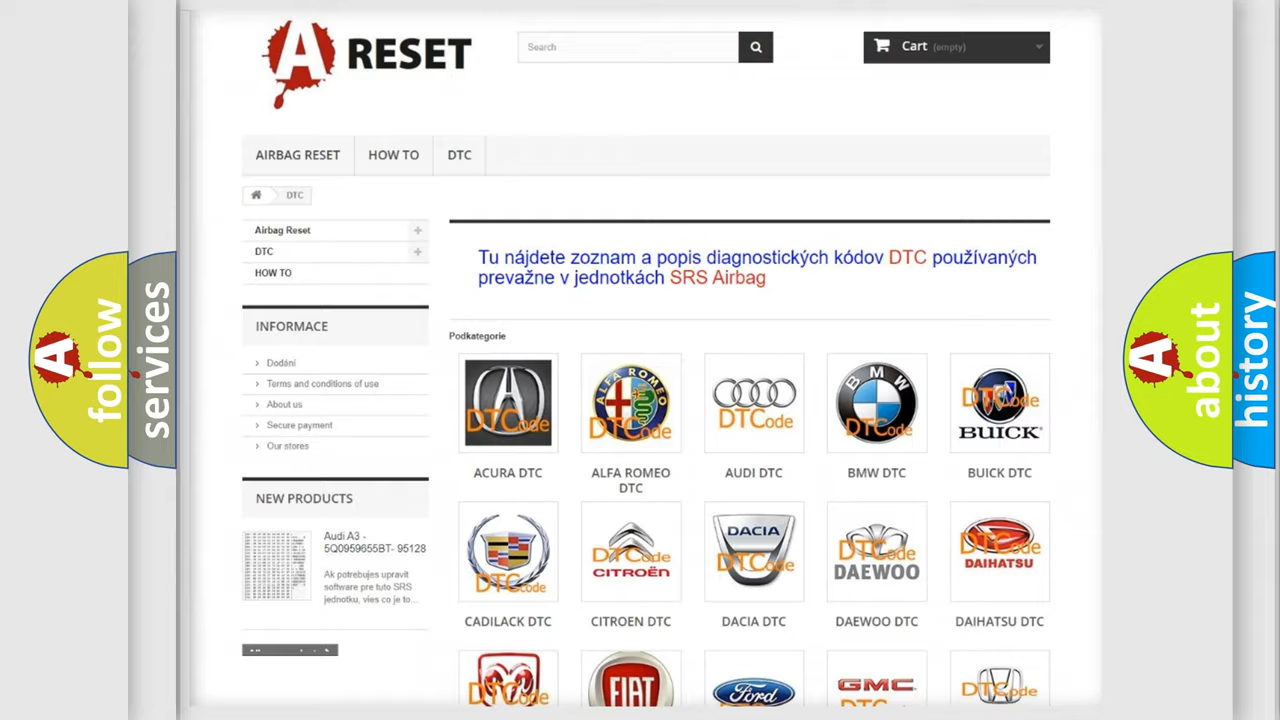 A RESET
Search
Cart (empty)
AIRBAG RESET
HOW TO
DTC
DTC
Airbag Reset
DTC
HOW TO
INFORMACE
Dodání
Terms and conditions of use
About us
Secure payment
Our stores
NEW PRODUCTS
Audi A3 -
5Q0959655BT- 95128
Ak potrebujes upravit
software pre tuto SRS
jednotku, vies co je to...
Tu nájdete zoznam a popis diagnostických kódov DTC používaných
prevažne v jednotkách SRS Airbag
Podkategorie
DTCode
ALFA ROMEO
DTCode
DTCode
BMW
DTCode
DTCode
BUICK
ACURA DTC
ALFA ROMEO
DTC
AUDI DTC
BMW DTC
BUICK DTC
DTCode
DTCode
CITROËN
DACIA
DTCode
DTCode
DAEWOO
DTCode
DAIHATSU
CADILACK DTC
CITROEN DTC
DACIA DTC
DAEWOO DTC
DAIHATSU DTC
DTCode
FIAT
Ford
GMC
DTCode
A
follow
services
A
about
history